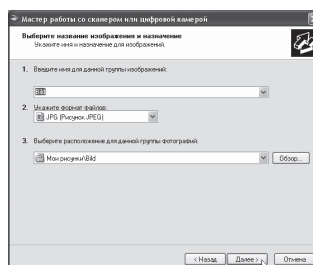 Мастер работы со сканером или цифровой камерой
Выберите название изображения и назначение
Укажите имя и назначение для изображений.
1. Введите имя для данной группы изображений:
Bild
2. Укажите формат файлов:
JPG (Рисунок JPEG)
3. Выберите расположение для данной группы фотографий:
Мои рисунки\Bild
Обзор...
< Назад
Далее >
Отмена